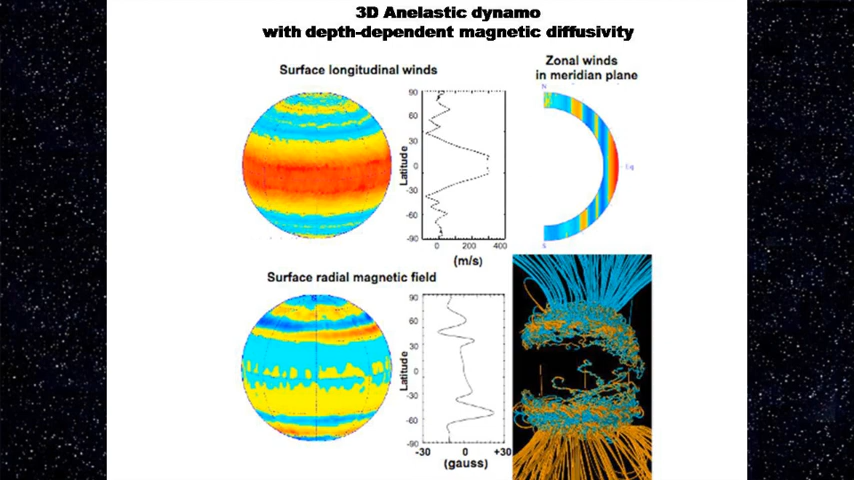 3D Anelastic dynamo
with depth-dependent magnetic diffusivity
Surface longitudinal winds
Zonal winds
in meridian plane
N
90
60
30
0
-30
-60
-90
Latitude
0 200 400
(m/s)
Eq
S
Surface radial magnetic field
90
60
30
0
-30
-60
-90
Latitude
-30 0 +30
(gauss)